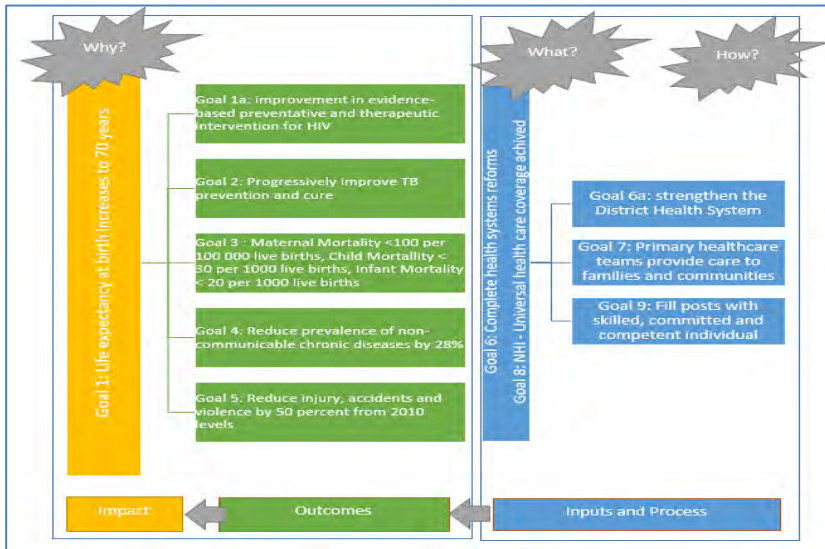 Why?
What?
How?
Goal 1: Life expectancy at birth increases to 70 years
Goal 1a: improvement in evidence-
based preventative and therapeutic
intervention for HIV
Goal 2: Progressively improve TB
prevention and cure
Goal 3 : Maternal Mortality <100 per
100 000 live births, Child Mortallity <
30 per 1000 live births, Infant Mortality
< 20 per 1000 live births
Goal 4: Reduce prevalence of non-
communicable chronic diseases by 28%
Goal 5: Reduce injury, accidents and
violence by 50 percent from 2010
levels
Goal 6: Complete health systems reforms
Goal 8: NHI - Universal health care coverage achived
Goal 6a: strengthen the
District Health System
Goal 7: Primary healthcare
teams provide care to
families and communities
Goal 9: Fill posts with
skilled, committed and
competent individual
Impact
Outcomes
Inputs and Process